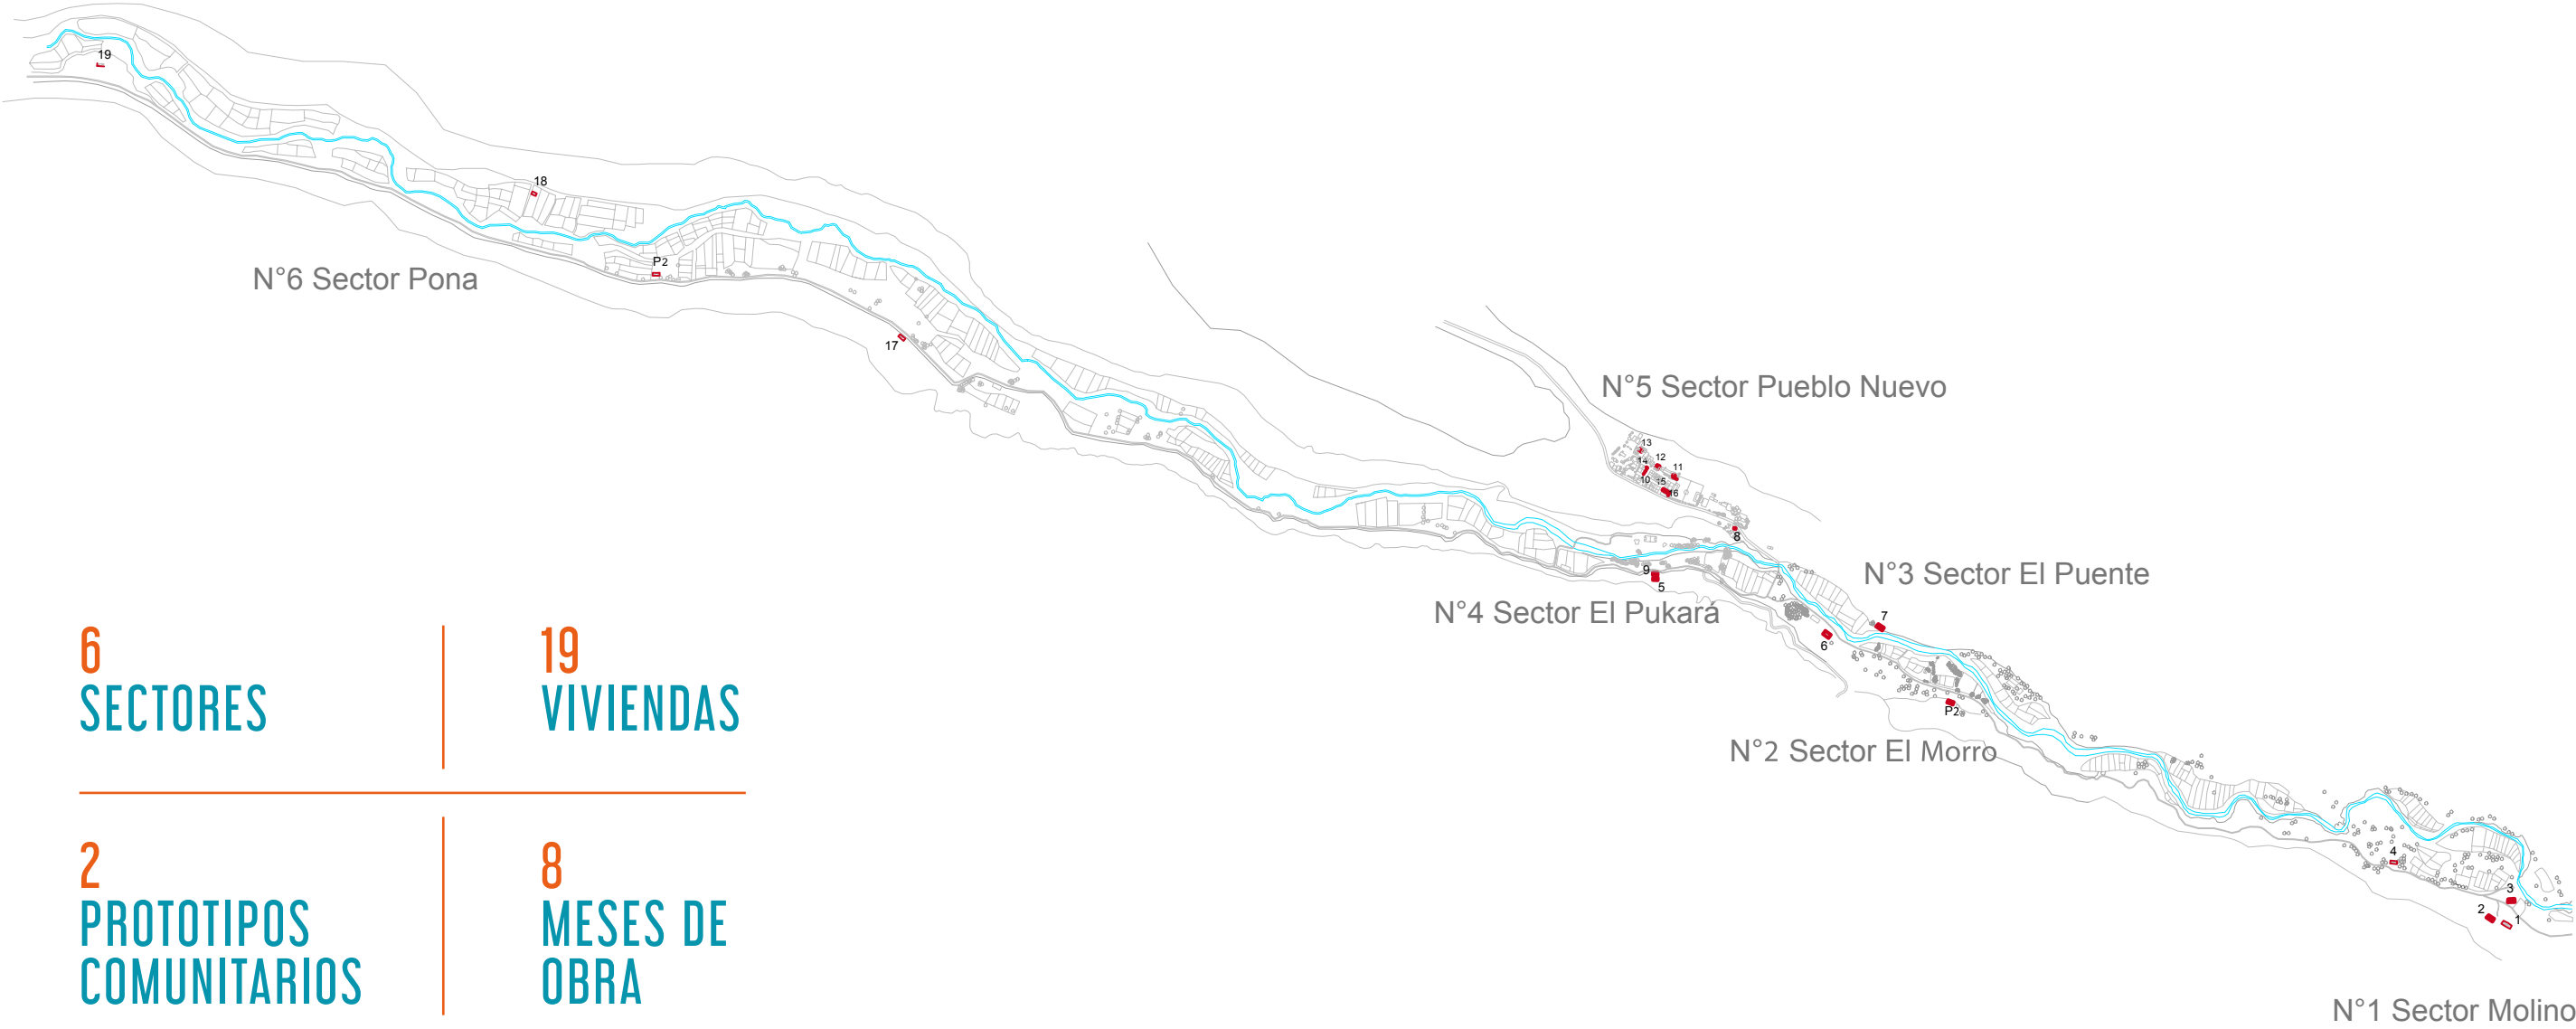 19
18
P2
N°6 Sector Pona
17
N°5 Sector Pueblo Nuevo
13
12
14
11
10
15
16
8
N°3 Sector El Puente
9
5
N°4 Sector El Pukará
7
6
P2
N°2 Sector El Morro
4
3
2
1
N°1 Sector Molino
6
SECTORES
19
VIVIENDAS
2
PROTOTIPOS
COMUNITARIOS
8
MESES DE
OBRA